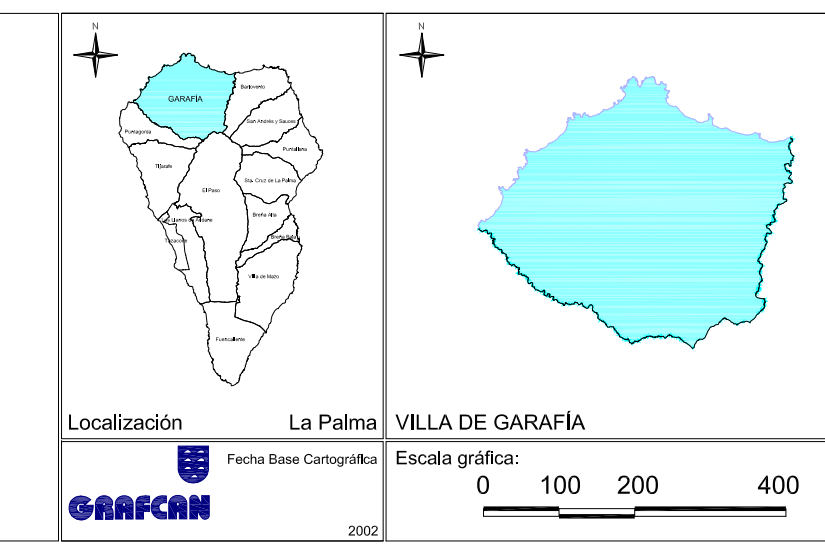 N
GARAFÍA
Barlovento
San Andrés y Sauces
Puntagorda
Puntallana
Tijarafe
Sta. Cruz de La Palma
El Paso
Los Llanos de Aridane
Breña Alta
Tazacorte
Breña Baja
Villa de Mazo
Fuencaliente
Localización
La Palma
N
VILLA DE GARAFÍA
GRAFCAN
Fecha Base Cartográfica
2002
Escala gráfica:
0 100 200 400